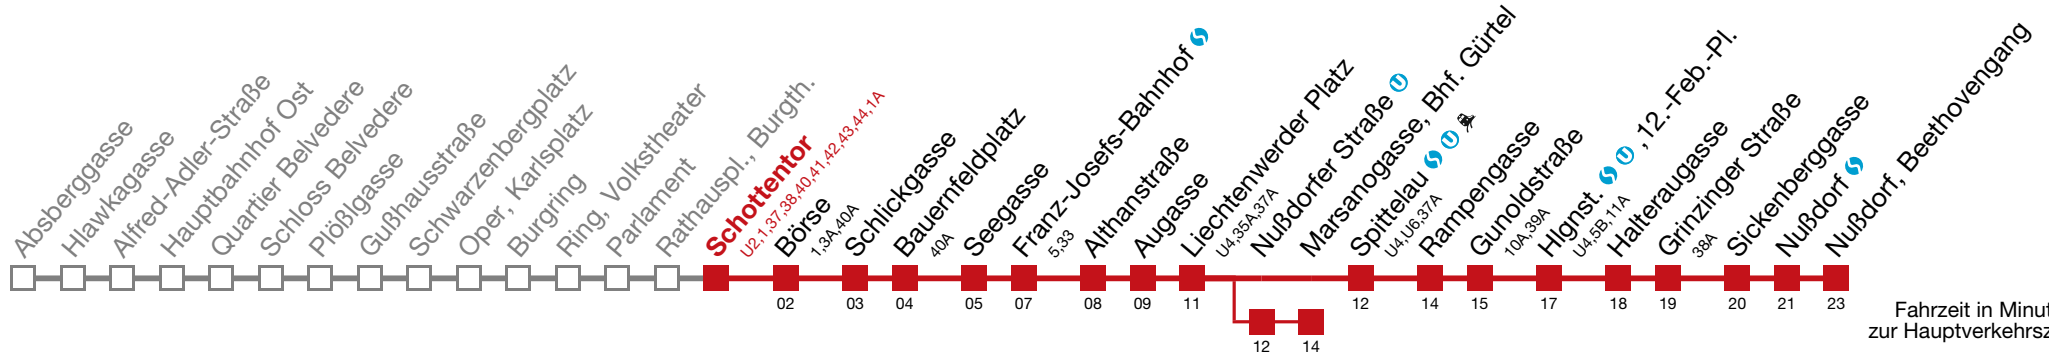 Absberggasse
Hlawkagasse
Alfred-Adler-Straße
Hauptbahnhof Ost
Quartier Belvedere
Schloss Belvedere
Plößlgasse
Gußhausstraße
Schwarzenbergplatz
Oper, Karlsplatz
Burgring
Ring, Volkstheater
Parlament
Rathauspl., Burgth.
Schottentor
U2,1,37,38,40,41,42,43,44,1A
Börse
1,3A,40A
Schlickgasse
Bauernfeldplatz
40A
Seegasse
Franz-Josefs-Bahnhof
5,33
Althanstraße
Augasse
Liechtenwerder Platz
U4,35A,37A
Nußdorfer Straße U
Marsanogasse, Bhf. Gürtel
Spittelau U
U4,U6,37A
Rampengasse
Gunoldstraße
10A,39A
Hlgnst. U , 12.-Feb.-Pl.
U4,5B,11A
Halteraugasse
Grinzinger Straße
38A
Sickenberggasse
Nußdorf
Nußdorf, Beethovengang
02 03 04 05 07 08 09 11 12 14 15 17 18 19 20 21 23
12 14
Fahrzeit in Minut
zur Hauptverkehrsz